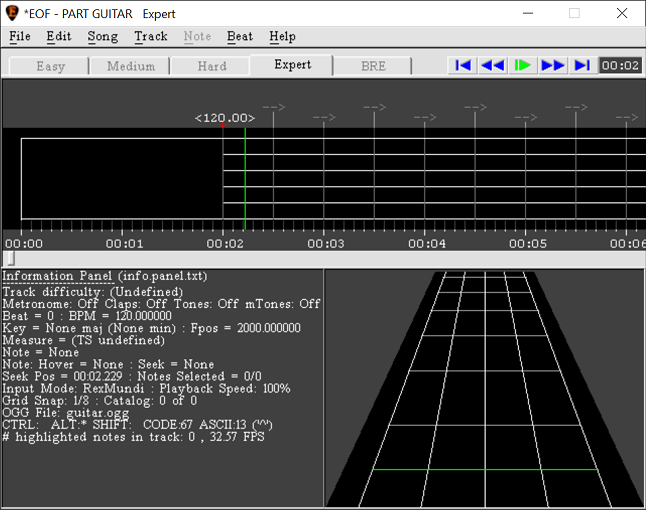 *EOF - PART GUITAR   Expert
File Edit Song Track Note Beat Help
Easy Medium Hard Expert BRE 00:02
--> --> --> --> --> --> --> -->
<120.00>
00:00 00:01 00:02 00:03 00:04 00:05 00:06
Information Panel (info.panel.txt)
----------------------------
Track difficulty: (Undefined)
Metronome: Off Claps: Off Tones: Off mTones: Off
Beat = 0 : BPM = 120.000000
Key = None maj (None min) : Fpos = 2000.000000
Measure = (TS undefined)
Note = None
Note: Hover = None : Seek = None
Seek Pos = 00:02.229 : Notes Selected = 0/0
Input Mode: RexMundi : Playback Speed: 100%
Grid Snap: 1/8 : Catalog: 0 of 0
OGG File: guitar.ogg
CTRL:  ALT:* SHIFT:  CODE:67 ASCII:13 ('^')
# highlighted notes in track: 0 , 32.57 FPS